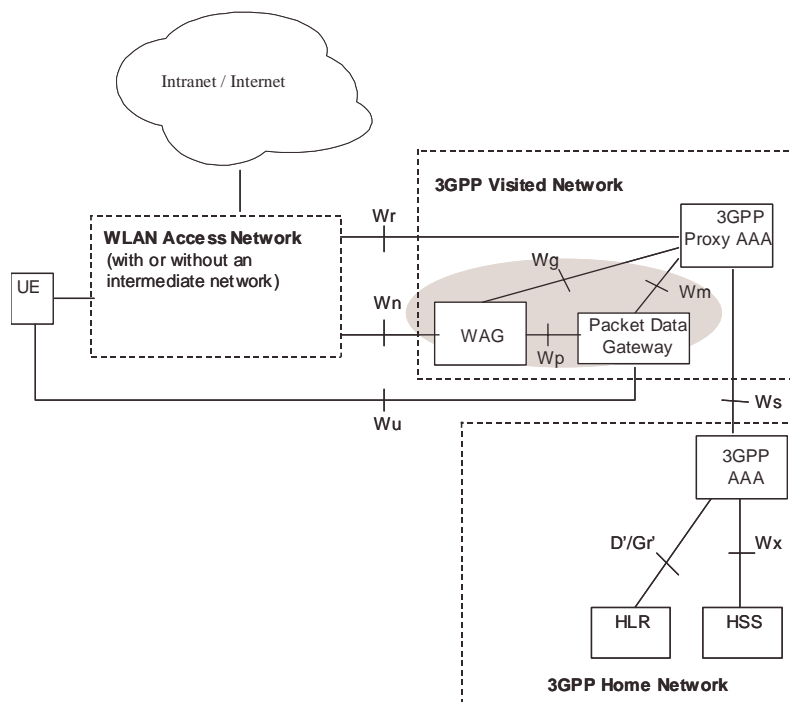 Intranet / Internet
3GPP Visited Network
3GPP
Proxy AAA
Wr
WLAN Access Network
(with or without an
intermediate network)
Wg
UE
Wn
Wm
WAG
Packet Data
Gateway
Wp
Wu
Ws
3GPP
AAA
D'/Gr'
Wx
HLR
HSS
3GPP Home Network